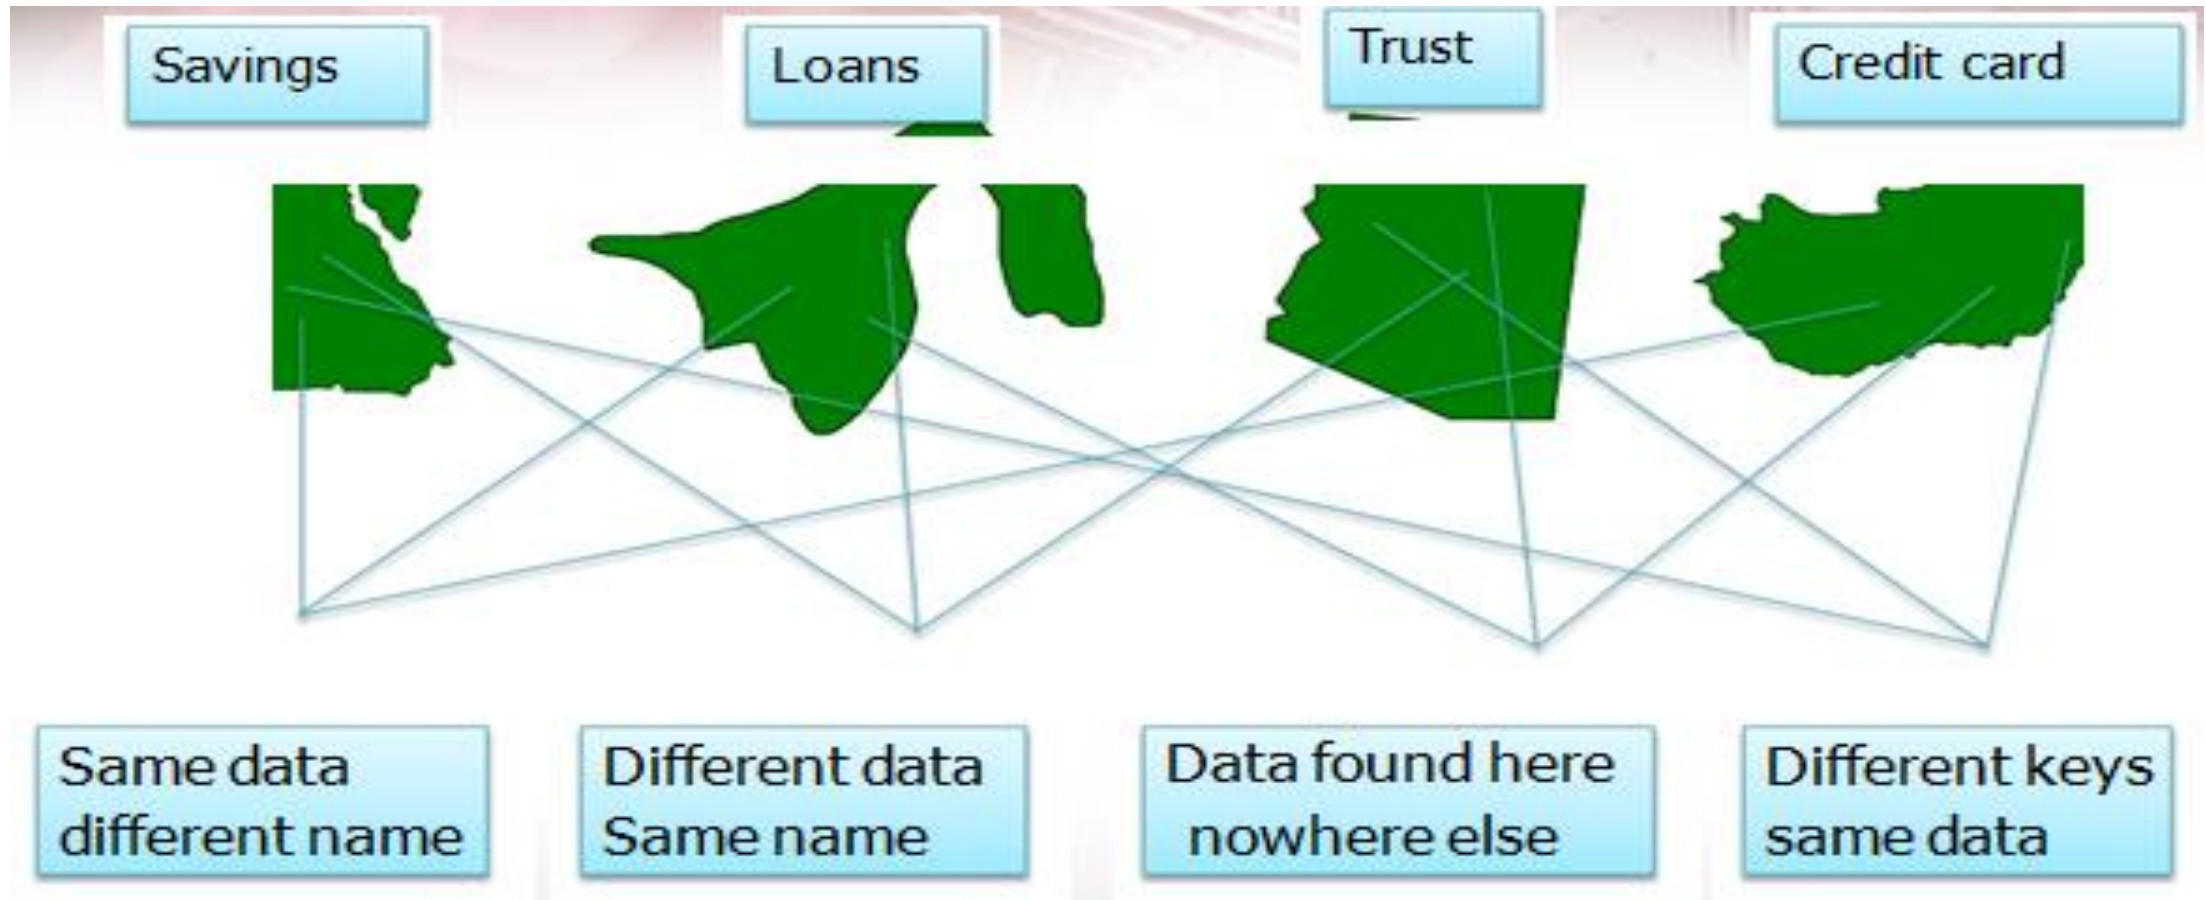 Savings
Loans
Trust
Credit card
Same data
different name
Different data
Same name
Data found here
nowhere else
Different keys
same data